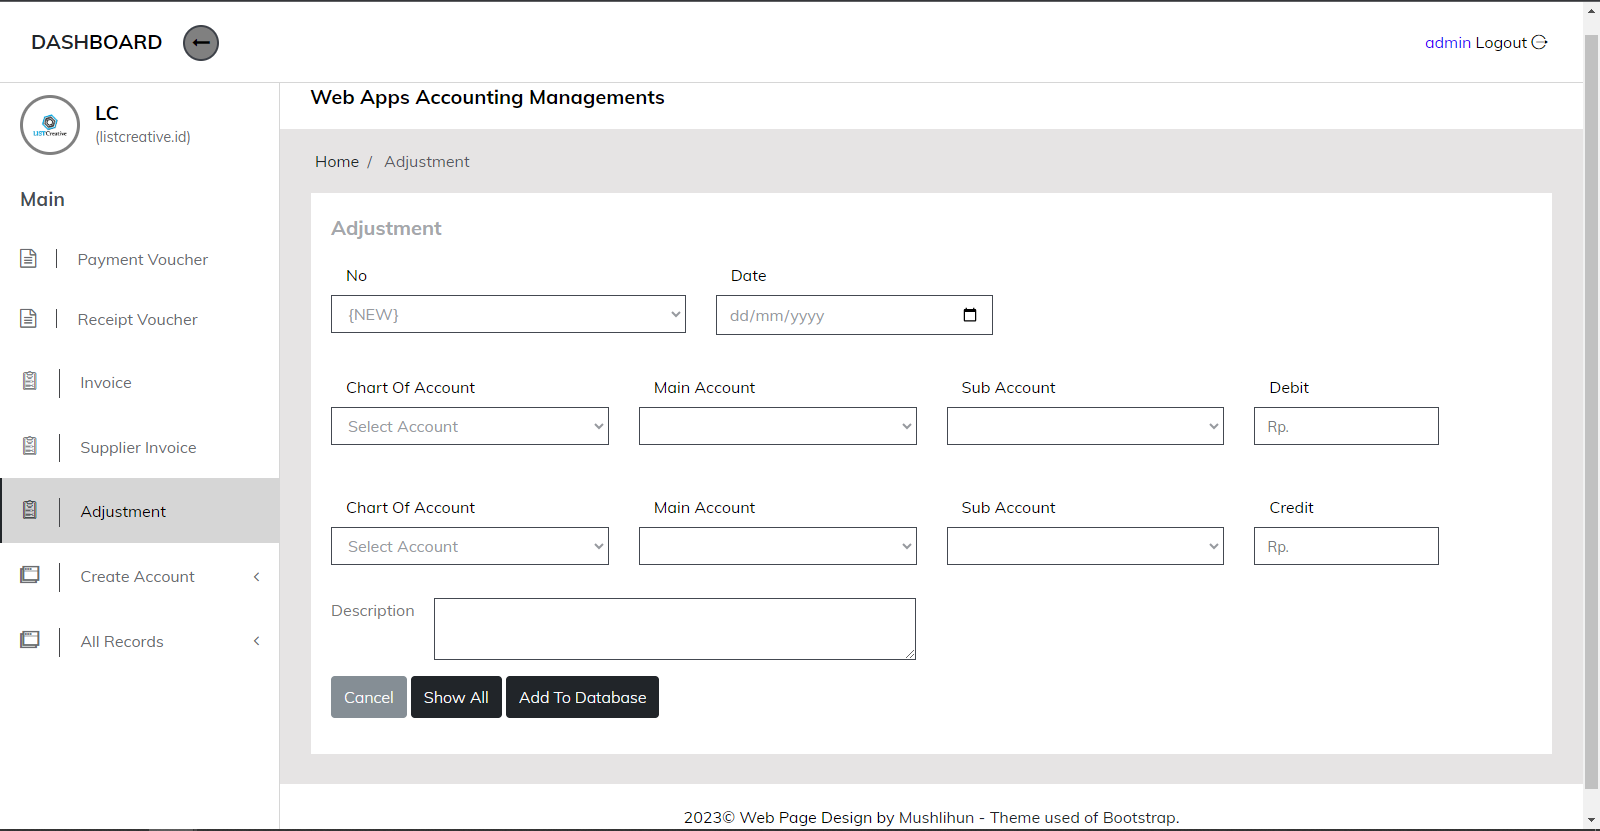 DASHBOARD
admin Logout
LISTCreative
LC
(listcreative.id)
Web Apps Accounting Managements
Main
Payment Voucher
Receipt Voucher
Invoice
Supplier Invoice
Adjustment
Create Account
All Records
Home / Adjustment
Adjustment
No Date
{NEW} dd/mm/yyyy
Chart Of Account Main Account Sub Account Debit
Select Account Rp.
Chart Of Account Main Account Sub Account Credit
Select Account Rp.
Description
Cancel Show All Add To Database
2023© Web Page Design by Mushlihun - Theme used of Bootstrap.